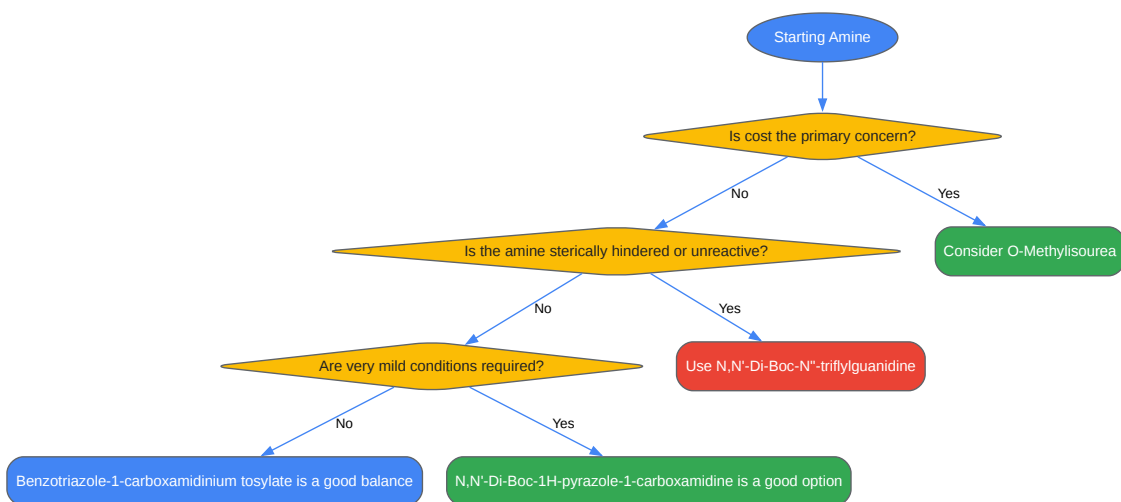 Starting Amine
Is cost the primary concern?
No
Yes
Is the amine sterically hindered or unreactive?
Consider O-Methylisourea
No
Yes
Are very mild conditions required?
Use N,N'-Di-Boc-N"-triflylguanidine
No
Yes
Benzotriazole-1-carboxamidinium tosylate is a good balance
N,N'-Di-Boc-1H-pyrazole-1-carboxamidine is a good option